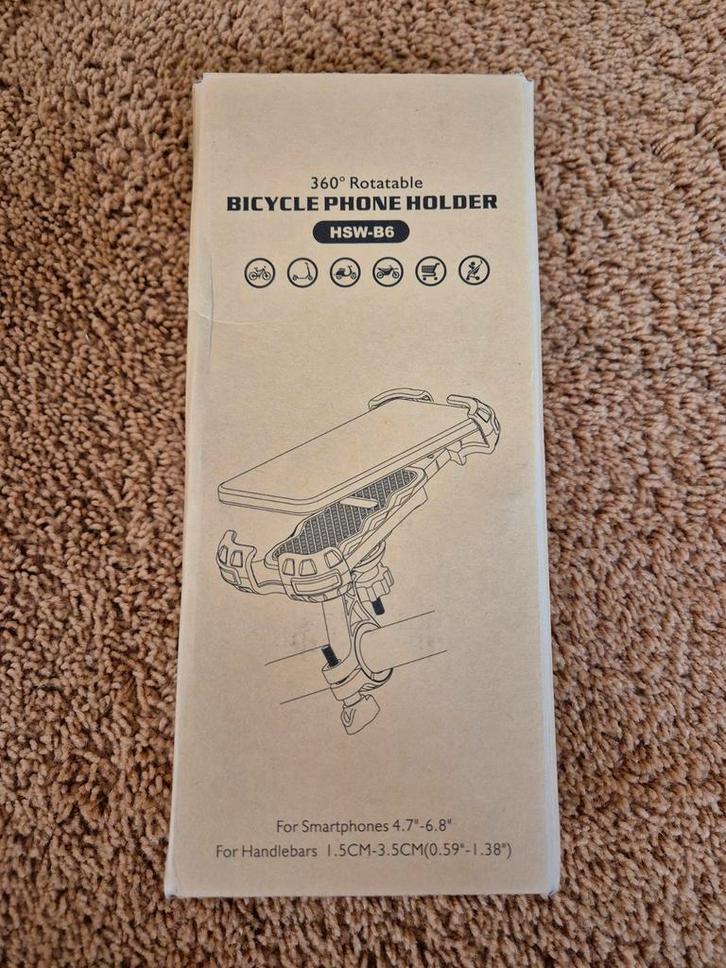 360° Rotatable
BICYCLE PHONE HOLDER
HSW-B6
For Smartphones 4.7"-6.8"
For Handlebars 1.5CM-3.5CM(0.59"-1.38")